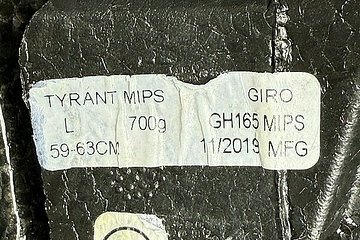 TYRANT MIPS GIRO
L 700g GH165 MIPS
59-63CM 11/2019 MFG